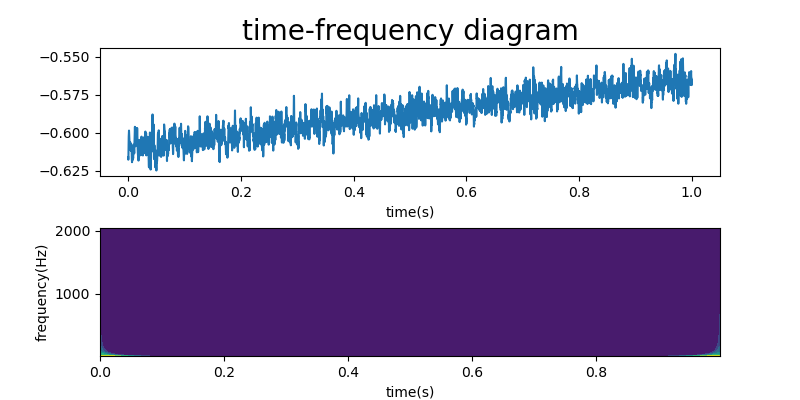 time-frequency diagram
−0.550
−0.575
−0.600
−0.625
0.0 0.2 0.4 0.6 0.8 1.0
time(s)
2000
1000
frequency(Hz)
0.0 0.2 0.4 0.6 0.8
time(s)